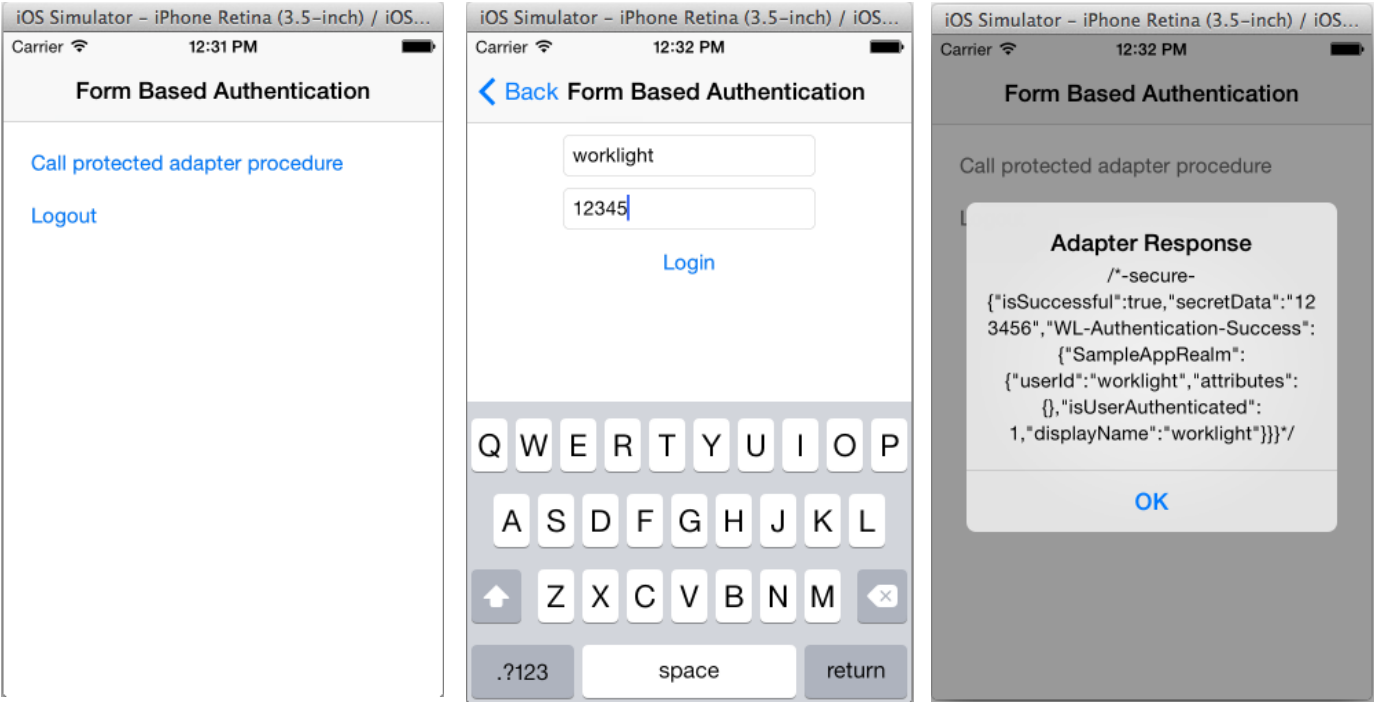 iOS Simulator – iPhone Retina (3.5-inch) / iOS...
Carrier 12:31 PM
Form Based Authentication
Call protected adapter procedure
Logout
iOS Simulator – iPhone Retina (3.5-inch) / iOS...
Carrier 12:32 PM
Back Form Based Authentication
worklight
12345
Login
Q W E R T Y U I O P
A S D F G H J K L
Z X C V B N M
.?123 space return
iOS Simulator – iPhone Retina (3.5-inch) / iOS...
Carrier 12:32 PM
Form Based Authentication
Call protected adapter procedure
L
Adapter Response
/*-secure-
{"isSuccessful":true,"secretData":"12
3456","WL-Authentication-Success":
{"SampleAppRealm":
{"userId":"worklight","attributes":
{},"isUserAuthenticated":
1,"displayName":"worklight"}}}*/
OK